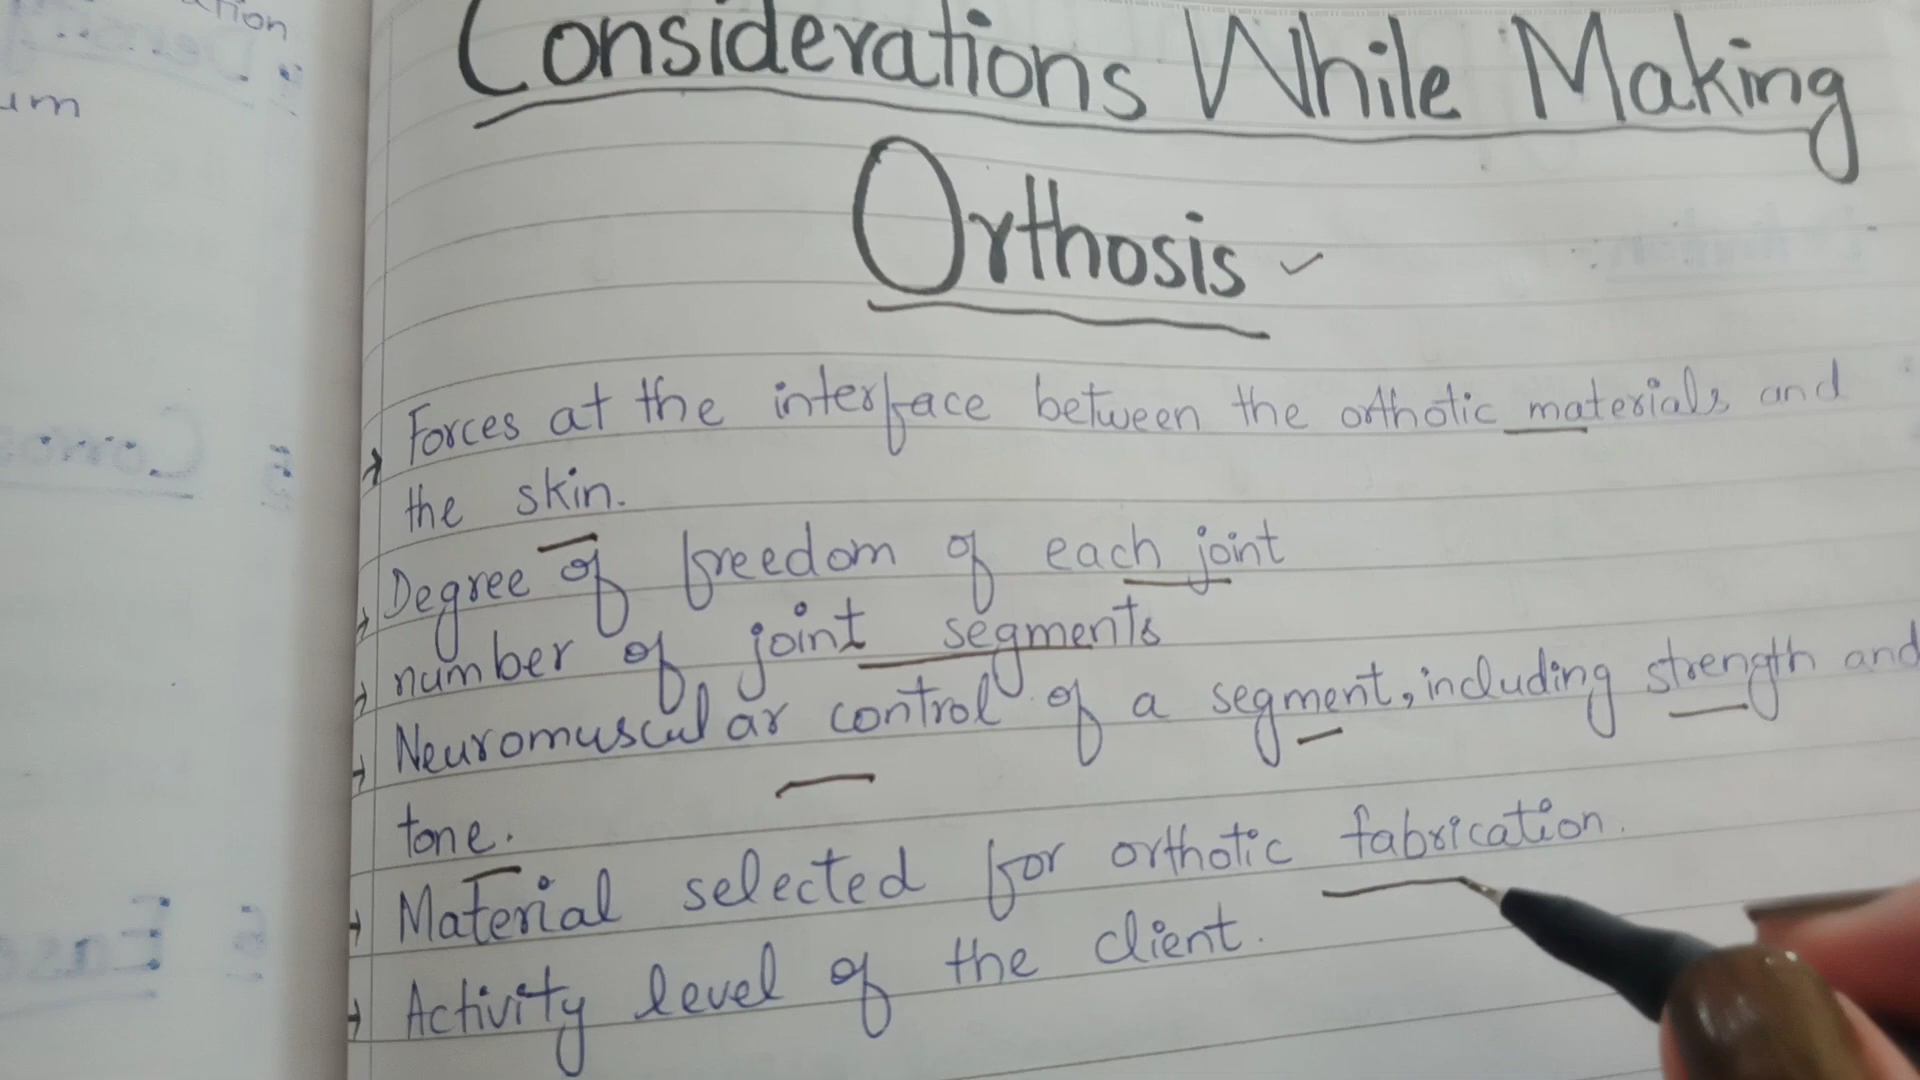 ation
um
Considerations While Making
Orthosis ✓
→ Forces at the interface between the orthotic materials and
the skin.
→ Degree of freedom of each joint
→ number of joint segments
→ Neuromuscular control of a segment, including strength and
tone.
→ Material selected for orthotic fabrication.
→ Activity level of the client.